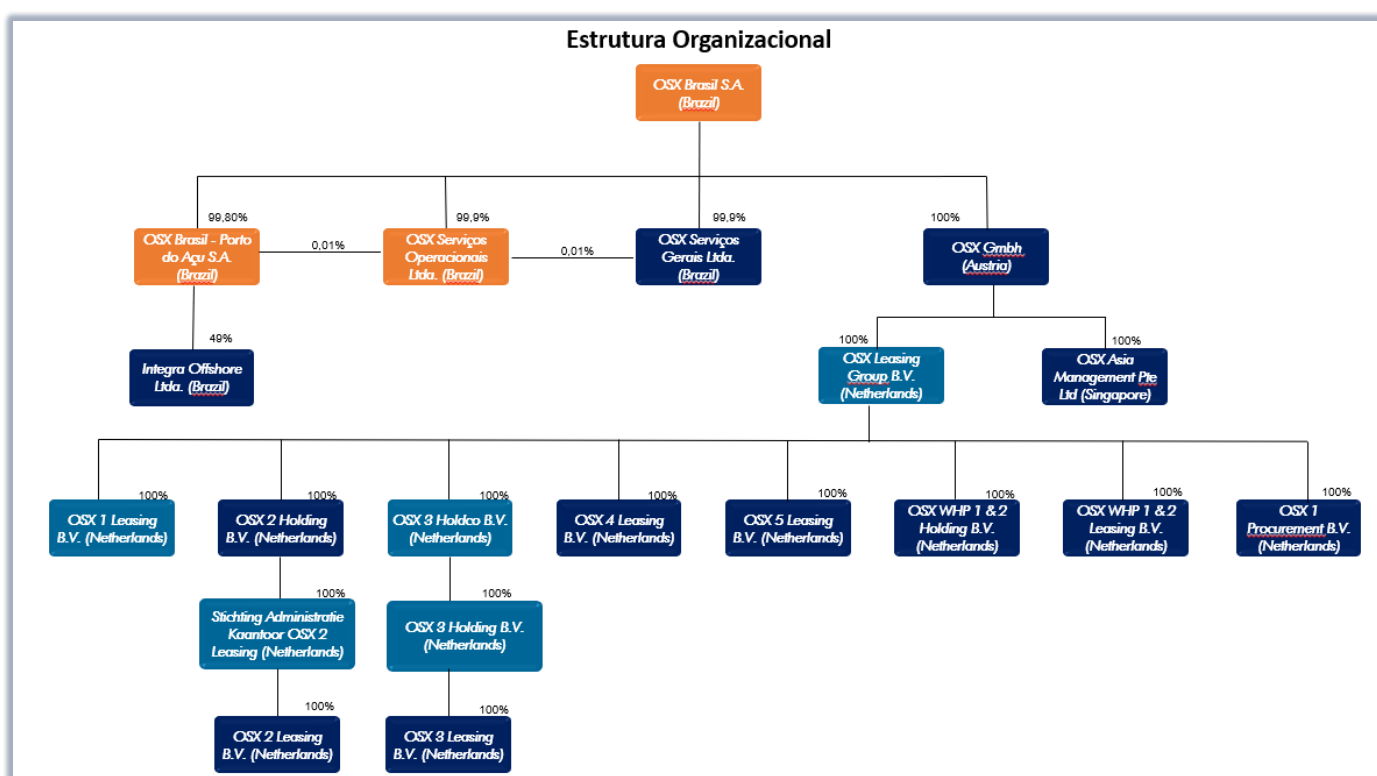 Estrutura Organizacional
OSX Brasil S.A.
(Brazil)
99,80%
99,9%
99,9%
100%
OSX Brasil - Porto
do Açu S.A.
(Brazil)
0,01%
OSX Serviços
Operacionais
Ltda. (Brazil)
0,01%
OSX Serviços
Gerais Ltda.
(Brazil)
OSX Gmbh
(Austria)
49%
100%
100%
Integra Offshore
Ltda. (Brazil)
OSX Leasing
Group B.V.
(Netherlands)
OSX Asia
Management Pte
Ltd (Singapore)
100%
100%
100%
100%
100%
100%
100%
100%
OSX 1 Leasing
B.V. (Netherlands)
OSX 2 Holding
B.V. (Netherlands)
OSX 3 Holdco B.V.
(Netherlands)
OSX 4 Leasing
B.V. (Netherlands)
OSX 5 Leasing
B.V. (Netherlands)
OSX WHP 1 & 2
Holding B.V.
(Netherlands)
OSX WHP 1 & 2
Leasing B.V.
(Netherlands)
OSX 1
Procurement B.V.
(Netherlands)
100%
100%
Stichting Administratie
Kaantoor OSX 2
Leasing (Netherlands)
OSX 3 Holding B.V.
(Netherlands)
100%
100%
OSX 2 Leasing
B.V. (Netherlands)
OSX 3 Leasing
B.V. (Netherlands)